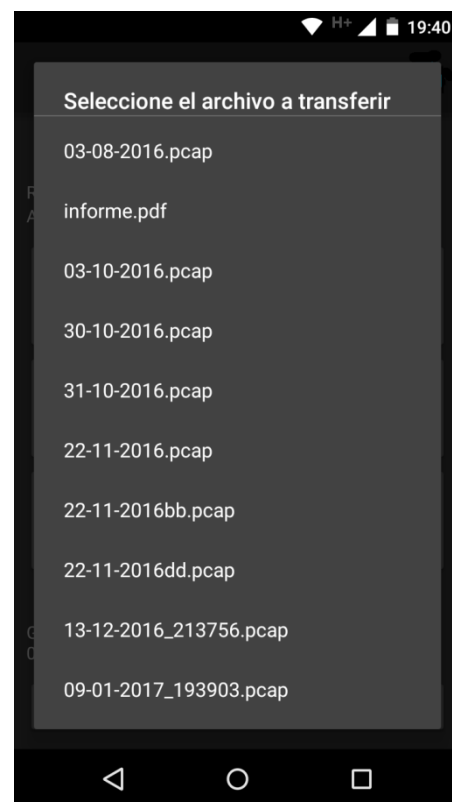 H+ 19:40
Seleccione el archivo a transferir
03-08-2016.pcap
informe.pdf
03-10-2016.pcap
30-10-2016.pcap
31-10-2016.pcap
22-11-2016.pcap
22-11-2016bb.pcap
22-11-2016dd.pcap
13-12-2016_213756.pcap
09-01-2017_193903.pcap